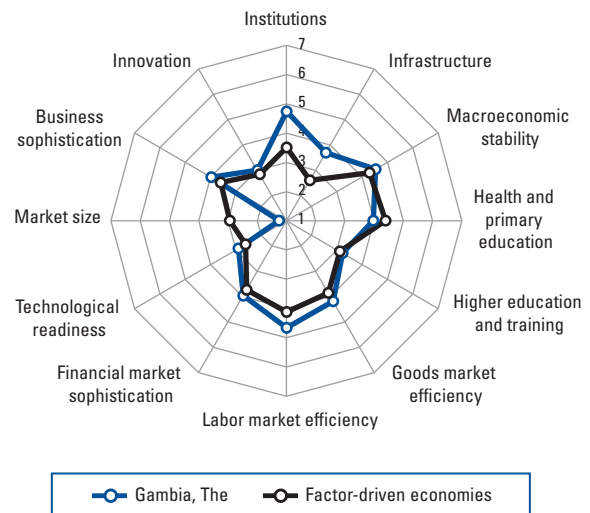 Institutions
7
6
5
4
3
2
1
Infrastructure
Macroeconomic
stability
Health and
primary
education
Higher education
and training
Goods market
efficiency
Labor market efficiency
Financial market
sophistication
Technological
readiness
Market size
Business
sophistication
Innovation
Gambia, The
Factor-driven economies